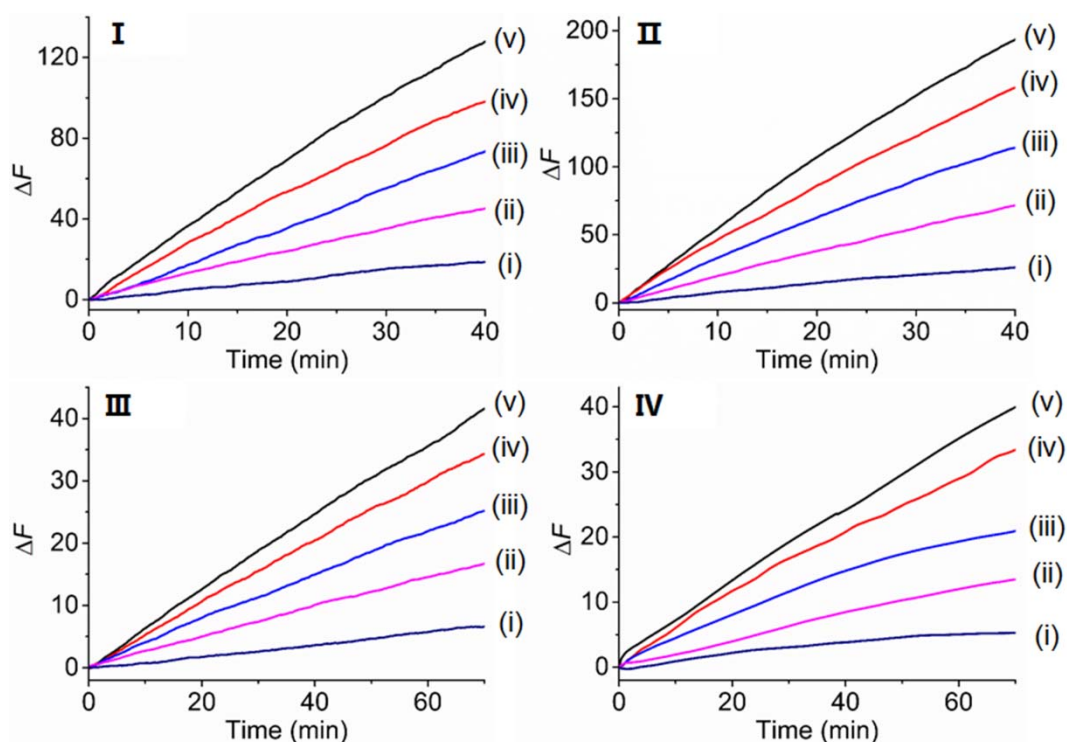 I
ΔF
120
80
40
0
(v)
(iv)
(iii)
(ii)
(i)
0 10 20 30 40
Time (min)
II
ΔF
200
150
100
50
0
(v)
(iv)
(iii)
(ii)
(i)
0 10 20 30 40
Time (min)
III
ΔF
40
30
20
10
0
(v)
(iv)
(iii)
(ii)
(i)
0 20 40 60
Time (min)
IV
ΔF
40
30
20
10
0
(v)
(iv)
(iii)
(ii)
(i)
0 20 40 60
Time (min)